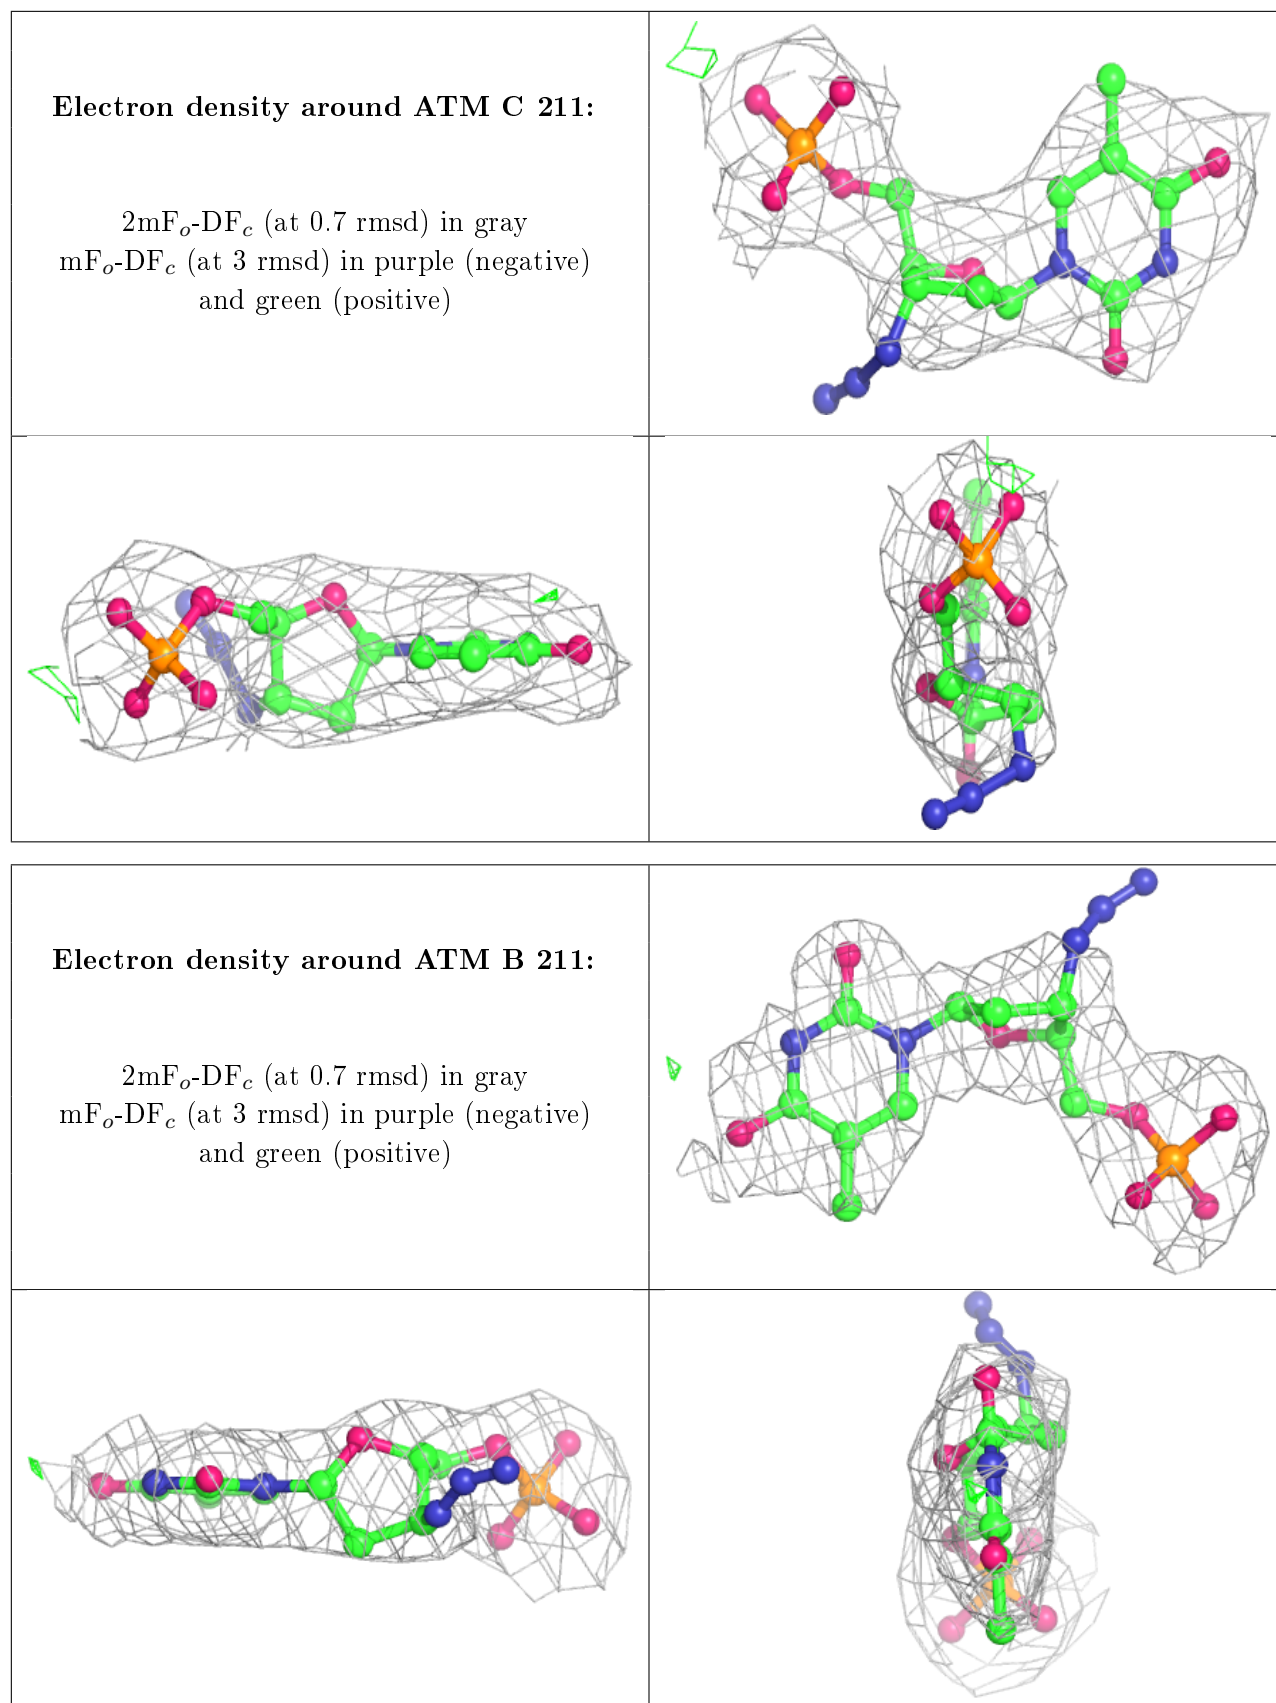 Electron density around ATM C 211:
2mFo-DFc (at 0.7 rmsd) in gray
mFo-DFc (at 3 rmsd) in purple (negative)
and green (positive)
Electron density around ATM B 211:
2mFo-DFc (at 0.7 rmsd) in gray
mFo-DFc (at 3 rmsd) in purple (negative)
and green (positive)